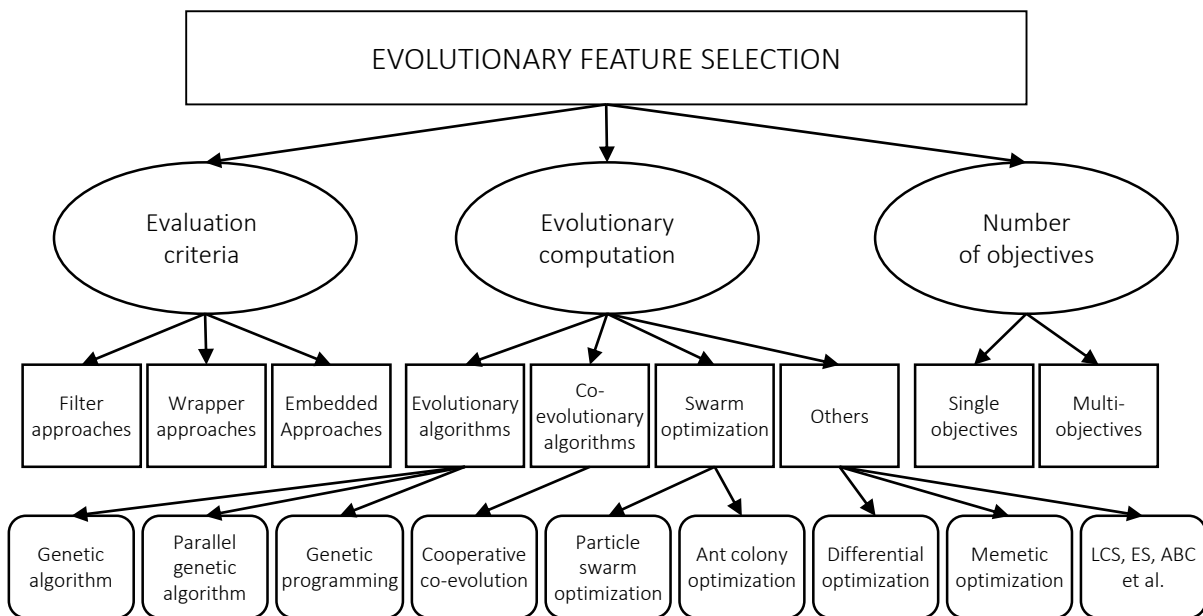 EVOLUTIONARY FEATURE SELECTION
Evaluation
criteria
Evolutionary
computation
Number
of objectives
Filter
approaches
Wrapper
approaches
Embedded
Approaches
Evolutionary
algorithms
Co-
evolutionary
algorithms
Swarm
optimization
Others
Single
objectives
Multi-
objectives
Genetic
algorithm
Parallel
genetic
algorithm
Genetic
programming
Cooperative
co-evolution
Particle
swarm
optimization
Ant colony
optimization
Differential
optimization
Memetic
optimization
LCS, ES, ABC
et al.